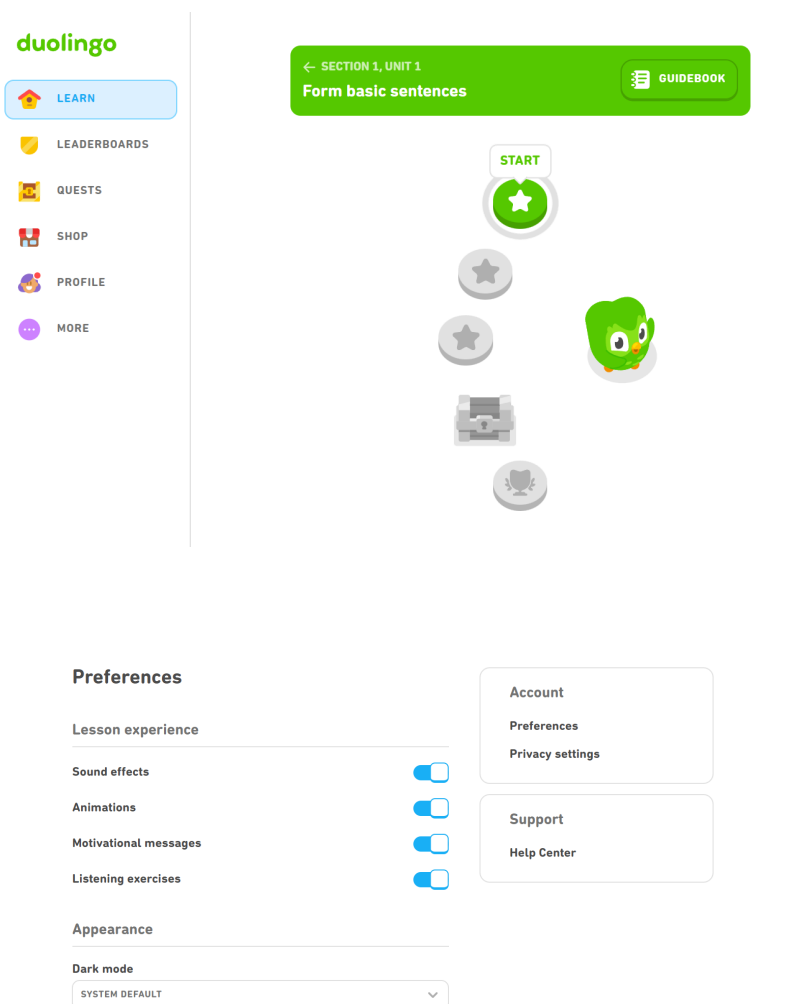 duolingo
LEARN
LEADERBOARDS
QUESTS
SHOP
PROFILE
MORE
← SECTION 1, UNIT 1
Form basic sentences
GUIDEBOOK
START
Preferences
Lesson experience
Sound effects
Animations
Motivational messages
Listening exercises
Appearance
Dark mode
SYSTEM DEFAULT
Account
Preferences
Privacy settings
Support
Help Center